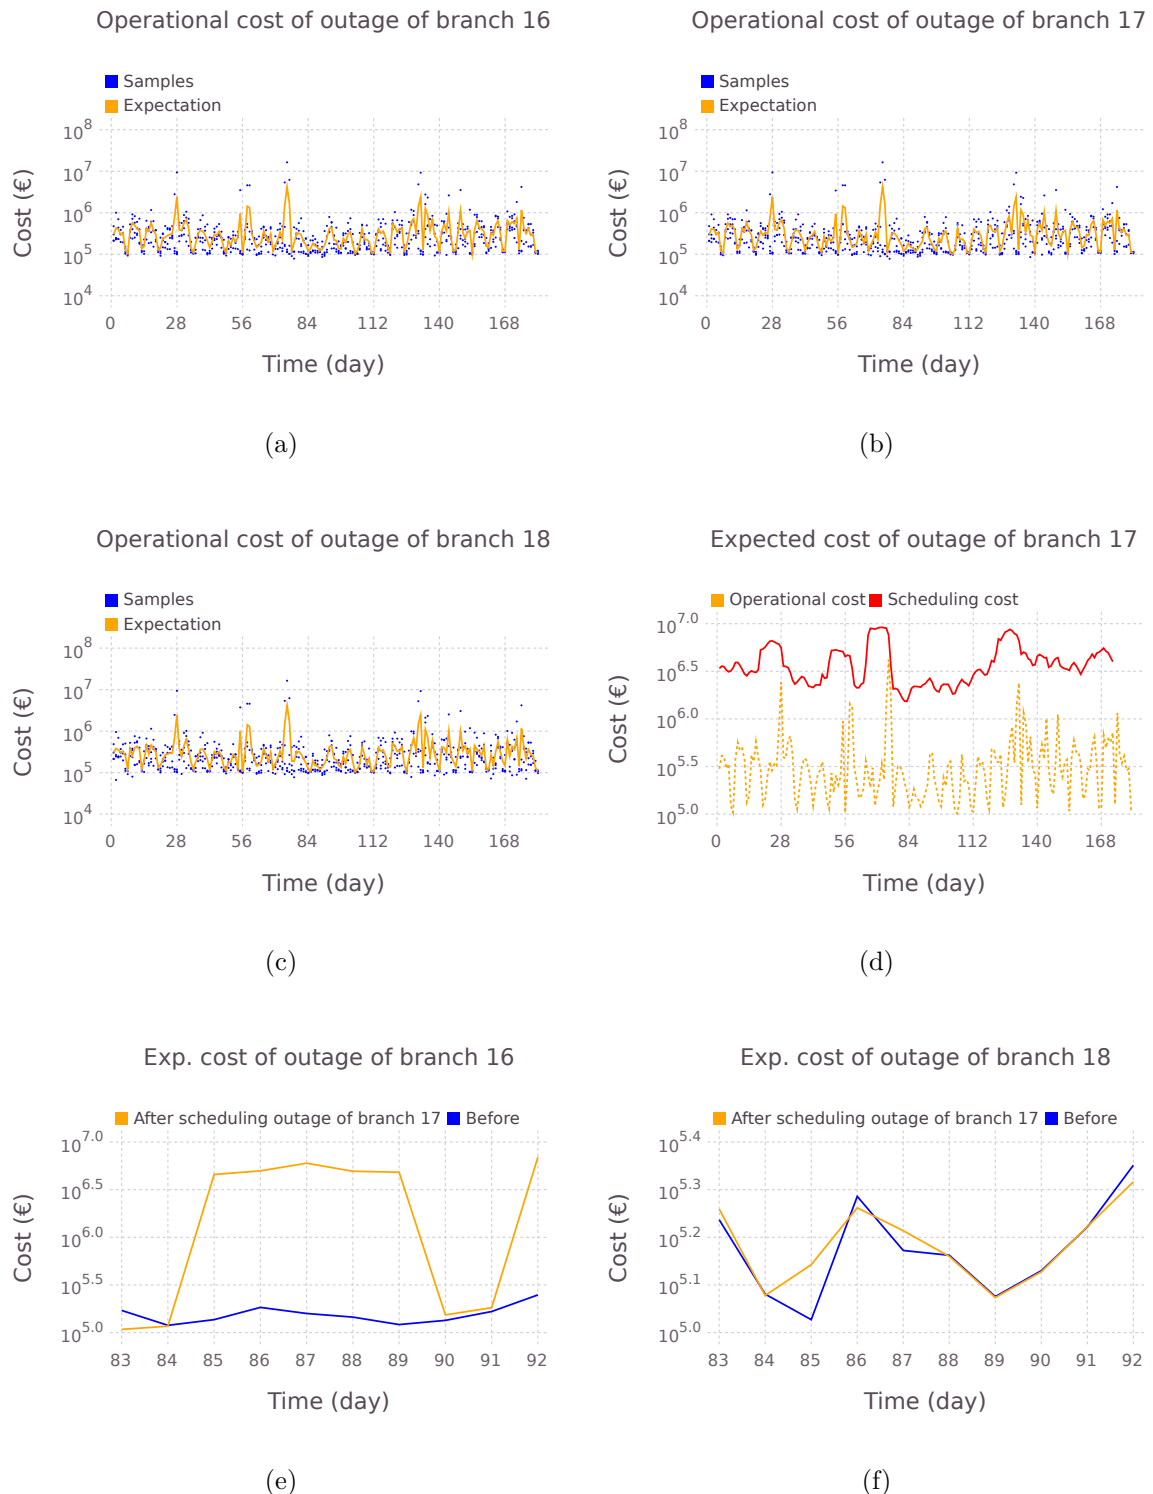 Operational cost of outage of branch 16
Samples
Expectation
10^8
10^7
10^6
10^5
10^4
Cost (€)
0 28 56 84 112 140 168
Time (day)
(a)
Operational cost of outage of branch 17
Samples
Expectation
10^8
10^7
10^6
10^5
10^4
Cost (€)
0 28 56 84 112 140 168
Time (day)
(b)
Operational cost of outage of branch 18
Samples
Expectation
10^8
10^7
10^6
10^5
10^4
Cost (€)
0 28 56 84 112 140 168
Time (day)
(c)
Expected cost of outage of branch 17
Operational cost Scheduling cost
10^7.0
10^6.5
10^6.0
10^5.5
10^5.0
Cost (€)
0 28 56 84 112 140 168
Time (day)
(d)
Exp. cost of outage of branch 16
After scheduling outage of branch 17 Before
10^7.0
10^6.5
10^6.0
10^5.5
10^5.0
Cost (€)
83 84 85 86 87 88 89 90 91 92
Time (day)
(e)
Exp. cost of outage of branch 18
After scheduling outage of branch 17 Before
10^5.4
10^5.3
10^5.2
10^5.1
10^5.0
Cost (€)
83 84 85 86 87 88 89 90 91 92
Time (day)
(f)